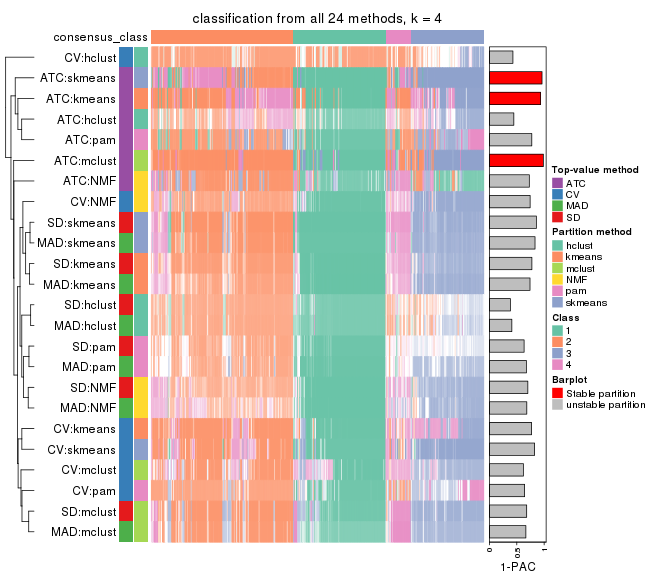 classification from all 24 methods, k = 4
consensus_class
CV:hclust
ATC:skmeans
ATC:kmeans
ATC:hclust
ATC:pam
ATC:mclust
ATC:NMF
CV:NMF
SD:skmeans
MAD:skmeans
SD:kmeans
MAD:kmeans
SD:hclust
MAD:hclust
SD:pam
MAD:pam
SD:NMF
MAD:NMF
CV:kmeans
CV:skmeans
CV:mclust
CV:pam
SD:mclust
MAD:mclust
0
0.5
1
1-PAC
Top-value method
ATC
CV
MAD
SD
Partition method
hclust
kmeans
mclust
NMF
pam
skmeans
Class
1
2
3
4
Barplot
Stable partition
unstable partition